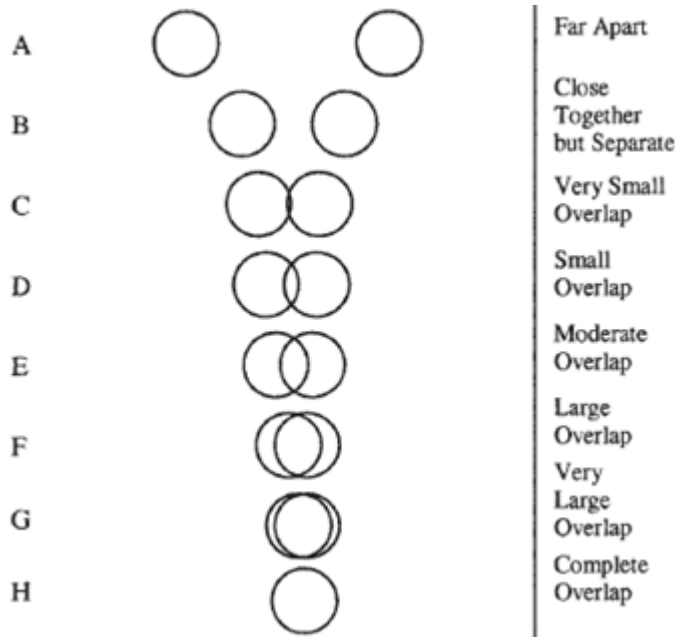 A
Far Apart
B
Close
Together
but Separate
C
Very Small
Overlap
D
Small
Overlap
E
Moderate
Overlap
F
Large
Overlap
G
Very
Large
Overlap
H
Complete
Overlap